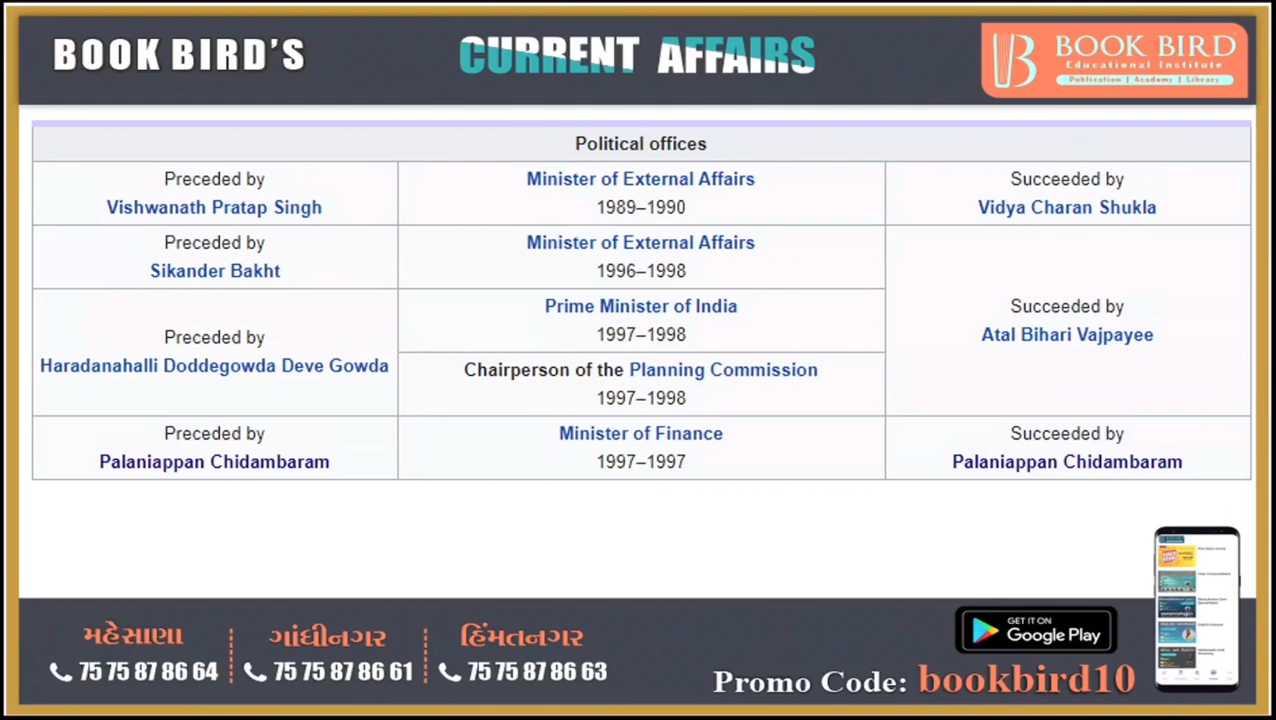 BOOK BIRD'S
CURRENT AFFAIRS
BOOK BIRD
Educational Institute
Publication | Academy | Library
Political offices
Preceded by
Vishwanath Pratap Singh
Minister of External Affairs
1989–1990
Succeeded by
Vidya Charan Shukla
Preceded by
Sikander Bakht
Minister of External Affairs
1996–1998
Preceded by
Haradanahalli Doddegowda Deve Gowda
Prime Minister of India
1997–1998
Succeeded by
Atal Bihari Vajpayee
Chairperson of the Planning Commission
1997–1998
Preceded by
Palaniappan Chidambaram
Minister of Finance
1997–1997
Succeeded by
Palaniappan Chidambaram
મહેસાણા
75 75 87 86 64
ગાંધીનગર
75 75 87 86 61
હિંમતનગર
75 75 87 86 63
GET IT ON
Google Play
Promo Code: bookbird10